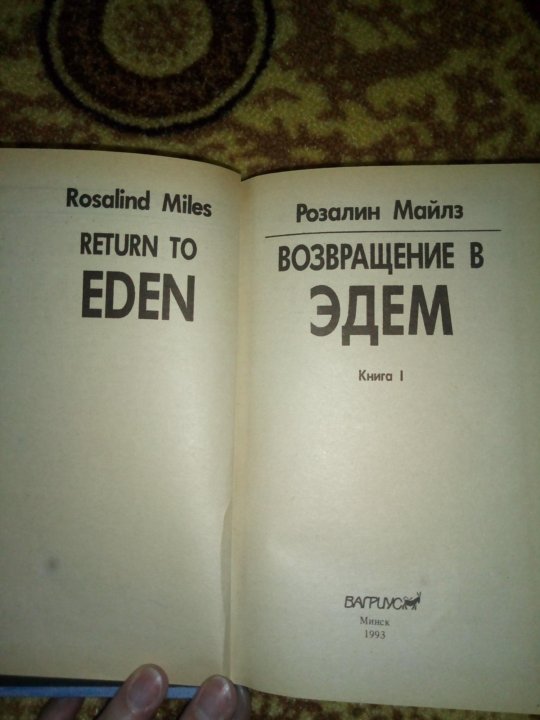 Rosalind Miles
RETURN TO
EDEN
Розалин Майлз
ВОЗВРАЩЕНИЕ В
ЭДЕМ
Книга I
ВАГРИУС
Минск
1993